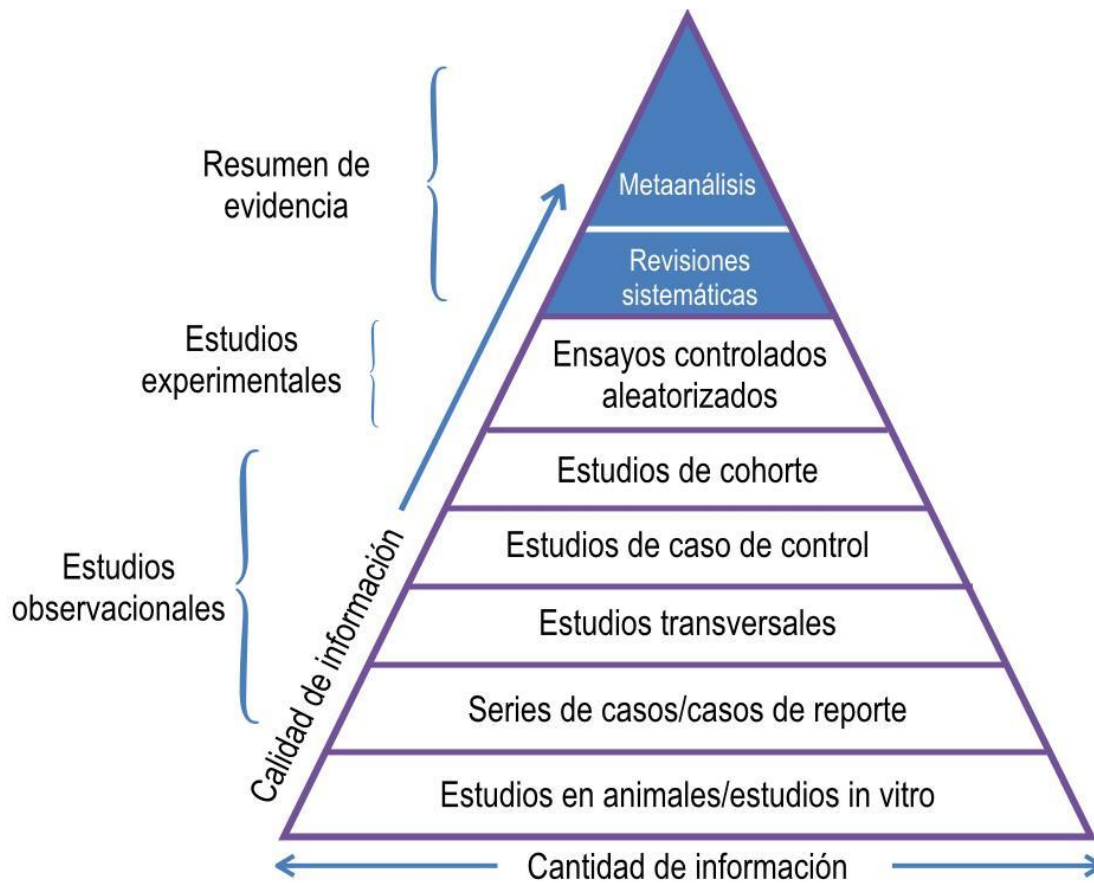 Resumen de
evidencia
Metaanálisis
Revisiones
sistemáticas
Estudios
experimentales
Ensayos controlados
aleatorizados
Estudios de cohorte
Estudios de caso de control
Estudios
observacionales
Estudios transversales
Series de casos/casos de reporte
Estudios en animales/estudios in vitro
Calidad de información
Cantidad de información